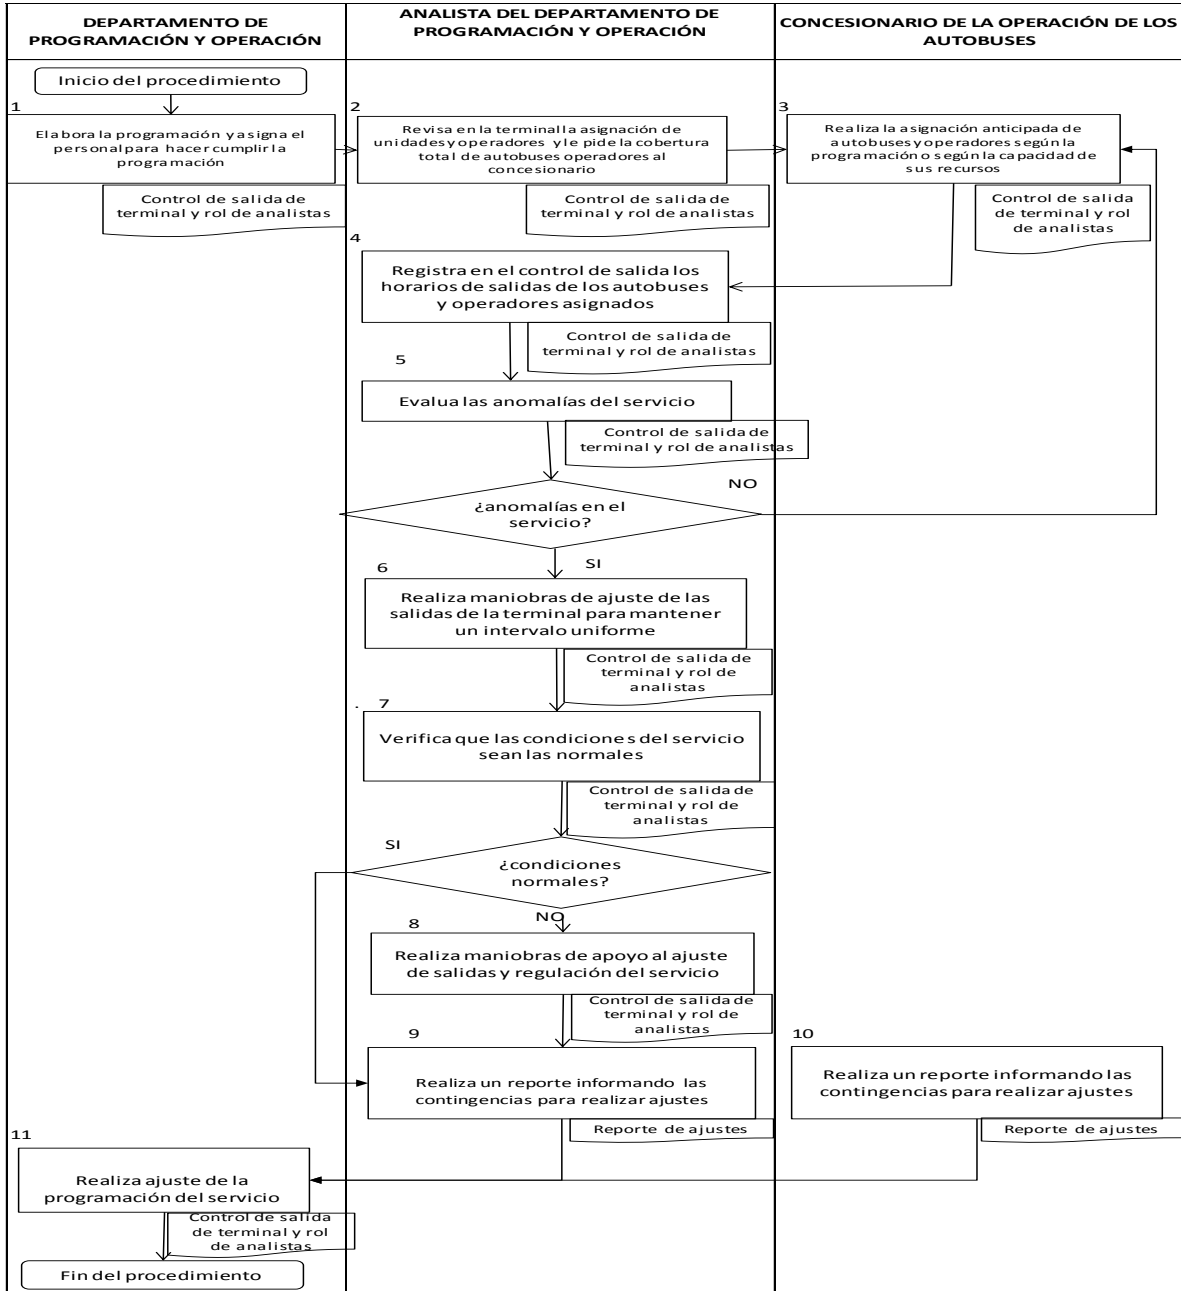 DEPARTAMENTO DE
PROGRAMACIÓN Y OPERACIÓN
ANALISTA DEL DEPARTAMENTO DE
PROGRAMACIÓN Y OPERACIÓN
CONCESIONARIO DE LA OPERACIÓN DE LOS
AUTOBUSES
Inicio del procedimiento
1
Elabora la programación y asigna el
personal para hacer cumplir la
programación
Control de salida de
terminal y rol de analistas
2
Revisa en la terminal la asignación de
unidades y operadores y le pide la cobertura
total de autobuses operadores al
concesionario
Control de salida de
terminal y rol de analistas
3
Realiza la asignación anticipada de
autobuses y operadores según la
programación o según la capacidad de
sus recursos
Control de salida
de terminal y rol
de analistas
4
Registra en el control de salida los
horarios de salidas de los autobuses
y operadores asignados
Control de salida de
terminal y rol de analistas
5
Evalua las anomalías del servicio
Control de salida de
terminal y rol de analistas
¿anomalías en el
servicio?
NO
SI
6
Realiza maniobras de ajuste de las
salidas de la terminal para mantener
un intervalo uniforme
Control de salida de
terminal y rol de
analistas
. 7
Verifica que las condiciones del servicio
sean las normales
Control de salida de
terminal y rol de
analistas
SI
¿condiciones
normales?
NO
8
Realiza maniobras de apoyo al ajuste
de salidas y regulación del servicio
Control de salida de
terminal y rol de
analistas
9
Realiza un reporte informando las
contingencias para realizar ajustes
Reporte de ajustes
10
Realiza un reporte informando las
contingencias para realizar ajustes
Reporte de ajustes
11
Realiza ajuste de la
programación del servicio
Control de salida
de terminal y rol
de analistas
Fin del procedimiento